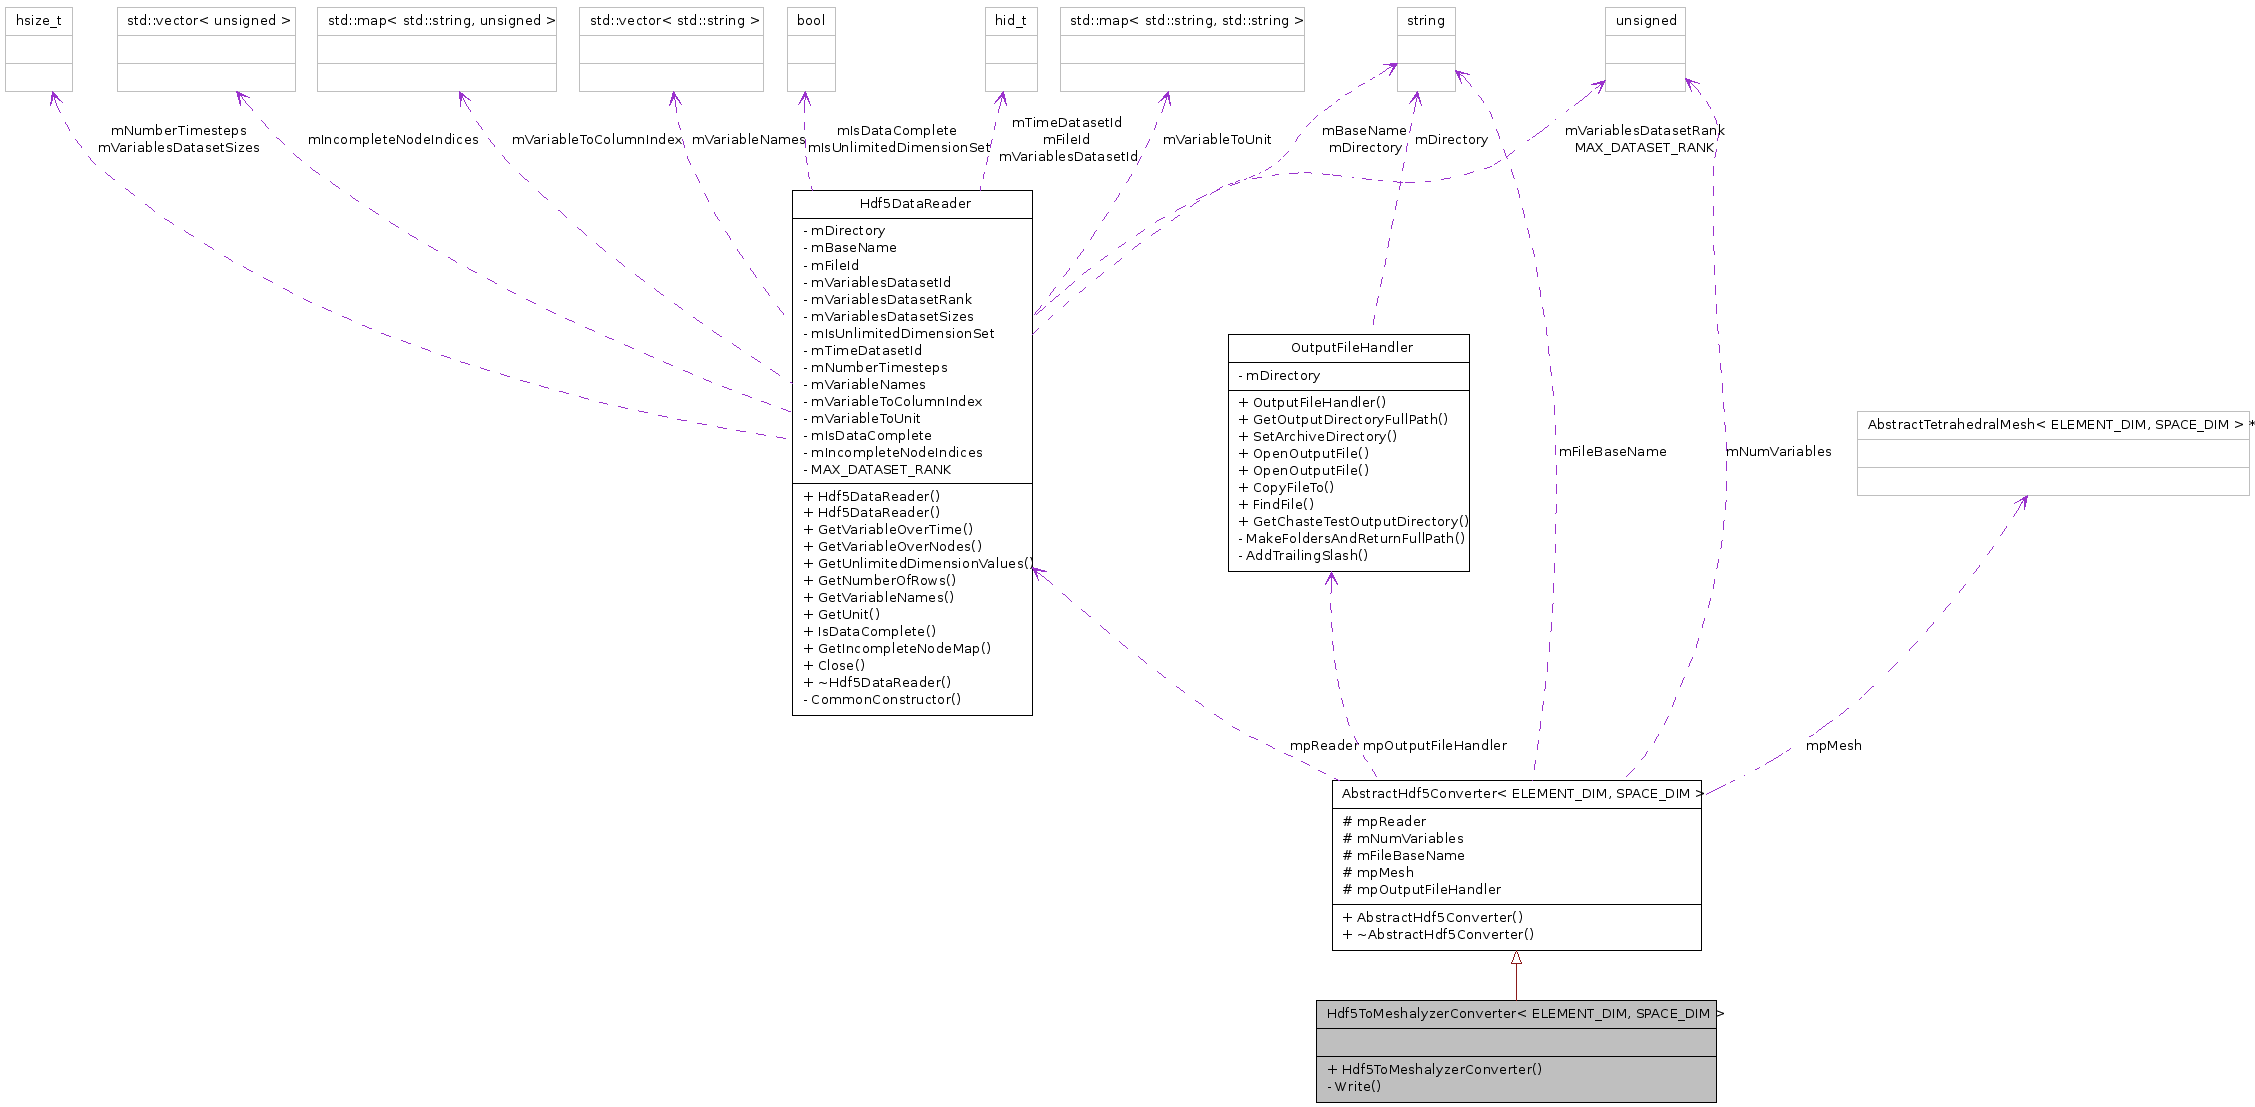 hsize_t
std::vector< unsigned >
std::map< std::string, unsigned >
std::vector< std::string >
bool
hid_t
std::map< std::string, std::string >
string
unsigned
mNumberTimesteps
mVariablesDatasetSizes
mIncompleteNodeIndices
mVariableToColumnIndex
mVariableNames
mIsDataComplete
mIsUnlimitedDimensionSet
mTimeDatasetId
mFileId
mVariablesDatasetId
mVariableToUnit
mBaseName
mDirectory
mDirectory
mVariablesDatasetRank
MAX_DATASET_RANK
Hdf5DataReader
- mDirectory
- mBaseName
- mFileId
- mVariablesDatasetId
- mVariablesDatasetRank
- mVariablesDatasetSizes
- mIsUnlimitedDimensionSet
- mTimeDatasetId
- mNumberTimesteps
- mVariableNames
- mVariableToColumnIndex
- mVariableToUnit
- mIsDataComplete
- mIncompleteNodeIndices
- MAX_DATASET_RANK
+ Hdf5DataReader()
+ Hdf5DataReader()
+ GetVariableOverTime()
+ GetVariableOverNodes()
+ GetUnlimitedDimensionValues()
+ GetNumberOfRows()
+ GetVariableNames()
+ GetUnit()
+ IsDataComplete()
+ GetIncompleteNodeMap()
+ Close()
+ ~Hdf5DataReader()
- CommonConstructor()
OutputFileHandler
- mDirectory
+ OutputFileHandler()
+ GetOutputDirectoryFullPath()
+ SetArchiveDirectory()
+ OpenOutputFile()
+ OpenOutputFile()
+ CopyFileTo()
+ FindFile()
+ GetChasteTestOutputDirectory()
- MakeFoldersAndReturnFullPath()
- AddTrailingSlash()
mFileBaseName
mNumVariables
AbstractTetrahedralMesh< ELEMENT_DIM, SPACE_DIM > *
mpReader
mpOutputFileHandler
mpMesh
AbstractHdf5Converter< ELEMENT_DIM, SPACE_DIM >
# mpReader
# mNumVariables
# mFileBaseName
# mpMesh
# mpOutputFileHandler
+ AbstractHdf5Converter()
+ ~AbstractHdf5Converter()
Hdf5ToMeshalyzerConverter< ELEMENT_DIM, SPACE_DIM >
+ Hdf5ToMeshalyzerConverter()
- Write()